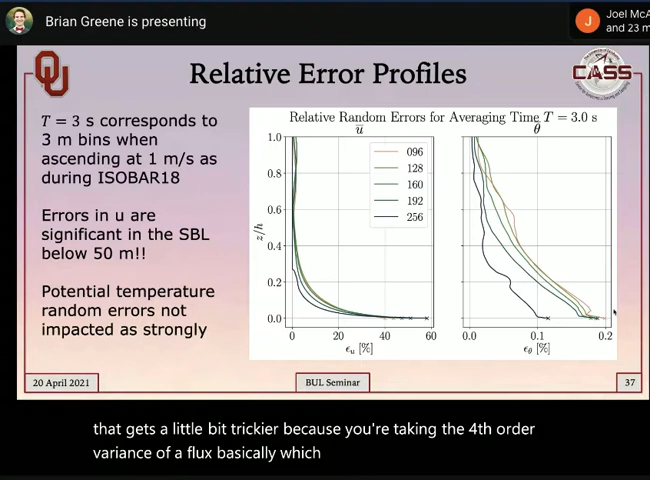 Brian Greene is presenting
J
Joel McA
and 23 m
OU
Relative Error Profiles
CASS
T = 3 s corresponds to
3 m bins when
ascending at 1 m/s as
during ISOBAR18
Errors in u are
significant in the SBL
below 50 m!!
Potential temperature
random errors not
impacted as strongly
Relative Random Errors for Averaging Time T = 3.0 s
u̅
θ̅
1.0
0.8
0.6
0.4
0.2
0.0
z/h
096
128
160
192
256
0 20 40 60
ϵu [%]
0.0 0.1 0.2
ϵθ [%]
20 April 2021
BUL Seminar
37
that gets a little bit trickier because you're taking the 4th order
variance of a flux basically which